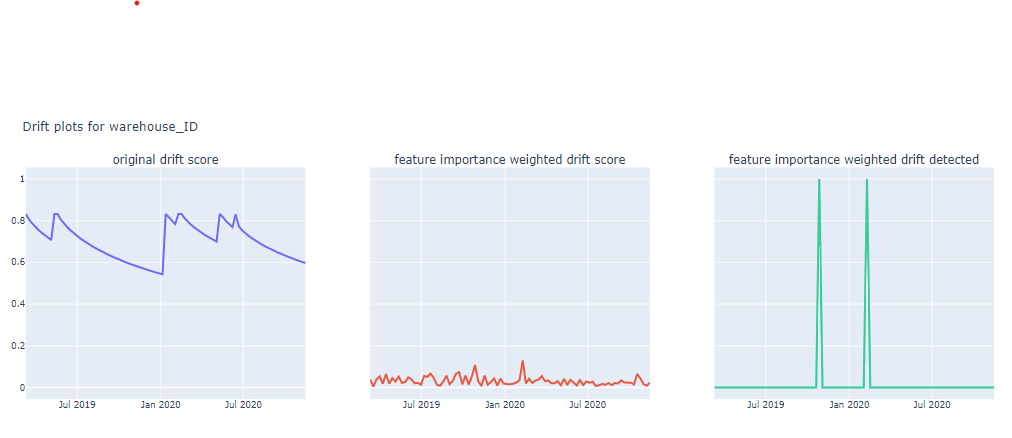 Drift plots for warehouse_ID
original drift score
feature importance weighted drift score
feature importance weighted drift detected
1
0.8
0.6
0.4
0.2
0
Jul 2019 Jan 2020 Jul 2020
Jul 2019 Jan 2020 Jul 2020
Jul 2019 Jan 2020 Jul 2020